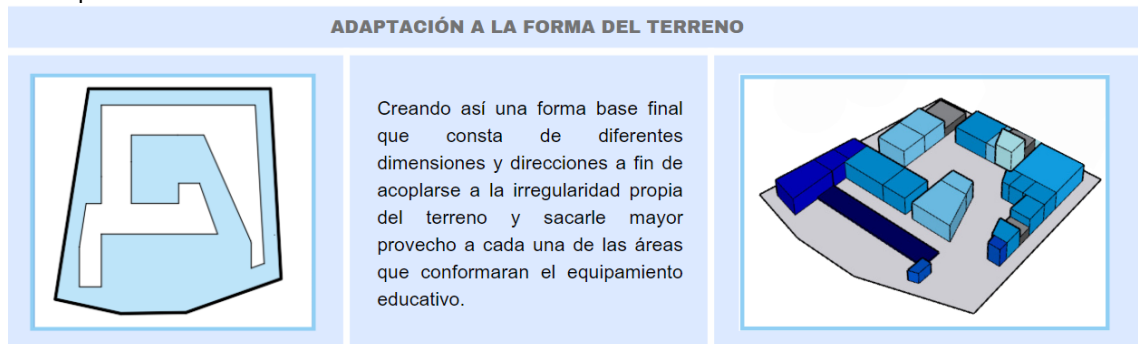 ADAPTACIÓN A LA FORMA DEL TERRENO
Creando así una forma base final
que consta de diferentes
dimensiones y direcciones a fin de
acoplarse a la irregularidad propia
del terreno y sacarle mayor
provecho a cada una de las áreas
que conformaran el equipamiento
educativo.